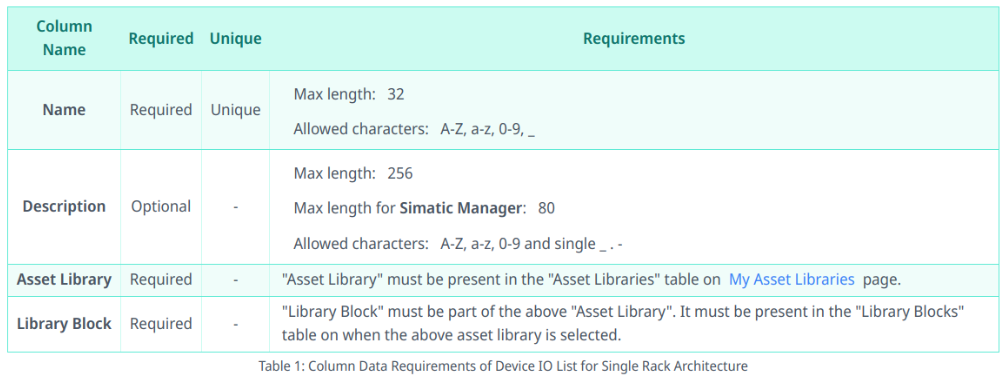 Column Name
Required
Unique
Requirements
Name
Required
Unique
Max length: 32
Allowed characters: A-Z, a-z, 0-9, _
Description
Optional
-
Max length: 256
Max length for Simatic Manager: 80
Allowed characters: A-Z, a-z, 0-9 and single _ . -
Asset Library
Required
-
"Asset Library" must be present in the "Asset Libraries" table on My Asset Libraries page.
Library Block
Required
-
"Library Block" must be part of the above "Asset Library". It must be present in the "Library Blocks"
table on when the above asset library is selected.
Table 1: Column Data Requirements of Device IO List for Single Rack Architecture